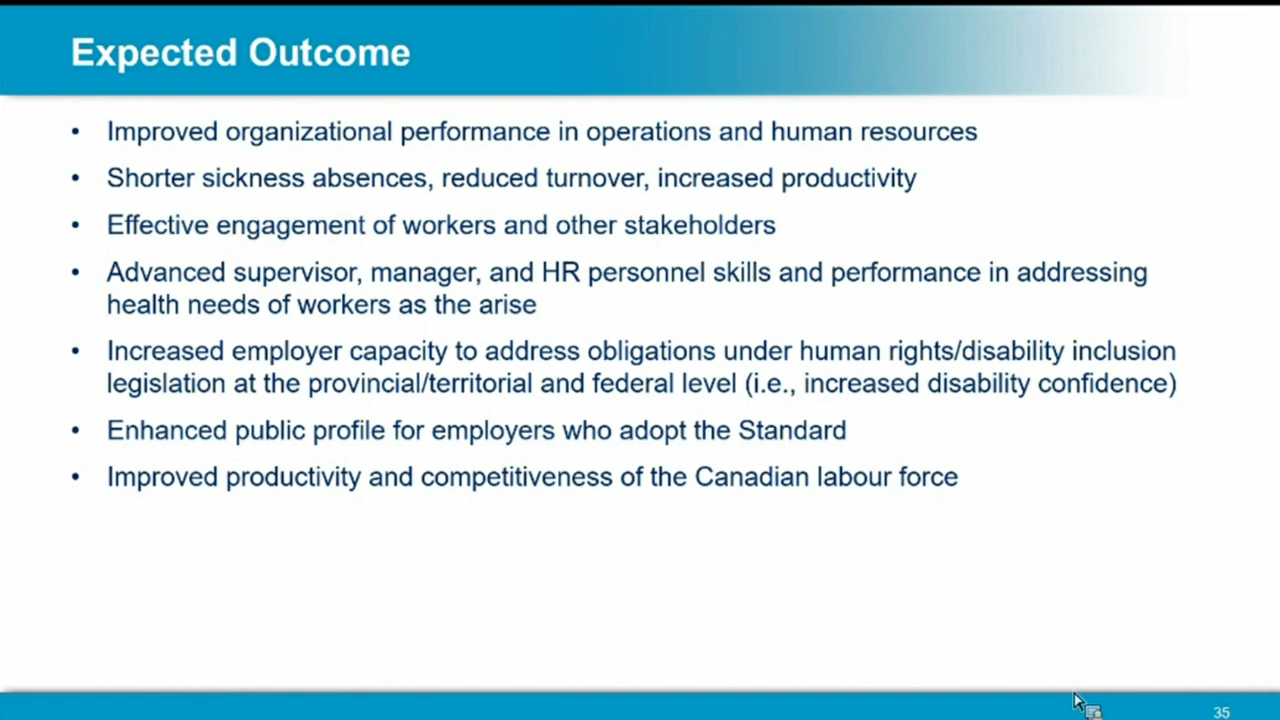 Expected Outcome
• Improved organizational performance in operations and human resources
• Shorter sickness absences, reduced turnover, increased productivity
• Effective engagement of workers and other stakeholders
• Advanced supervisor, manager, and HR personnel skills and performance in addressing
health needs of workers as the arise
• Increased employer capacity to address obligations under human rights/disability inclusion
legislation at the provincial/territorial and federal level (i.e., increased disability confidence)
• Enhanced public profile for employers who adopt the Standard
• Improved productivity and competitiveness of the Canadian labour force
35